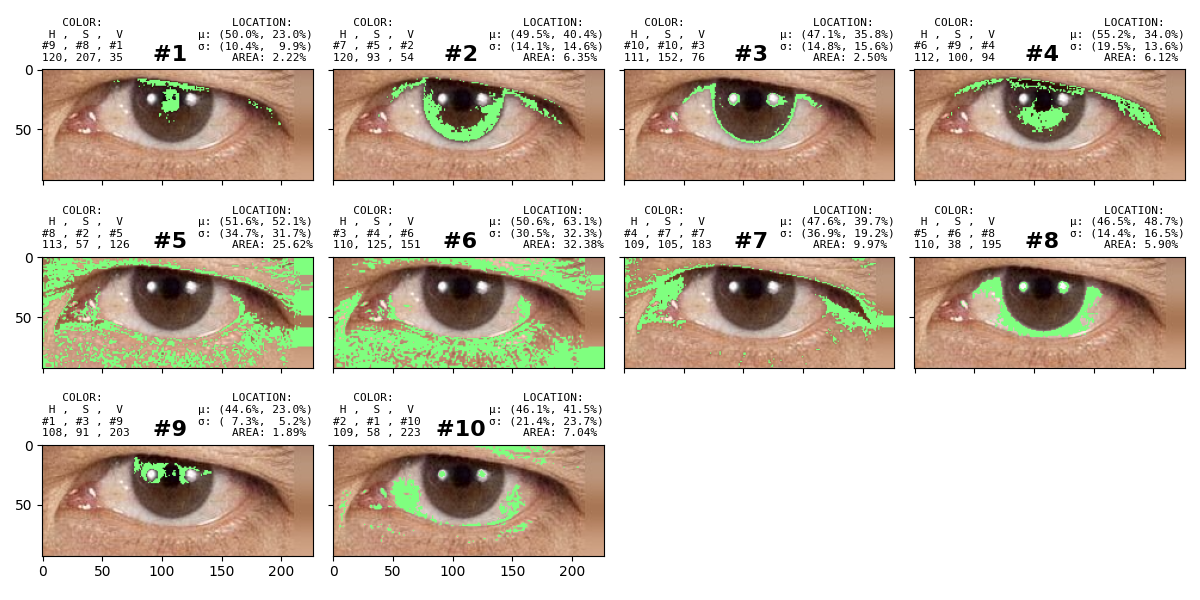 COLOR: LOCATION:
H , S , V μ: (50.0%, 23.0%)
#9 , #8 , #1 #1 σ: (10.4%, 9.9%)
120, 207, 35 AREA: 2.22%
COLOR: LOCATION:
H , S , V μ: (49.5%, 40.4%)
#7 , #5 , #2 #2 σ: (14.1%, 14.6%)
120, 93 , 54 AREA: 6.35%
COLOR: LOCATION:
H , S , V μ: (47.1%, 35.8%)
#10, #10, #3 #3 σ: (14.8%, 15.6%)
111, 152, 76 AREA: 2.50%
COLOR: LOCATION:
H , S , V μ: (55.2%, 34.0%)
#6 , #9 , #4 #4 σ: (19.5%, 13.6%)
112, 100, 94 AREA: 6.12%
0
50
COLOR: LOCATION:
H , S , V μ: (51.6%, 52.1%)
#8 , #2 , #5 #5 σ: (34.7%, 31.7%)
113, 57 , 126 AREA: 25.62%
COLOR: LOCATION:
H , S , V μ: (50.6%, 63.1%)
#3 , #4 , #6 #6 σ: (30.5%, 32.3%)
110, 125, 151 AREA: 32.38%
COLOR: LOCATION:
H , S , V μ: (47.6%, 39.7%)
#4 , #7 , #7 #7 σ: (36.9%, 19.2%)
109, 105, 183 AREA: 9.97%
COLOR: LOCATION:
H , S , V μ: (46.5%, 48.7%)
#5 , #6 , #8 #8 σ: (14.4%, 16.5%)
110, 38 , 195 AREA: 5.90%
0
50
COLOR: LOCATION:
H , S , V μ: (44.6%, 23.0%)
#1 , #3 , #9 #9 σ: ( 7.3%, 5.2%)
108, 91 , 203 AREA: 1.89%
COLOR: LOCATION:
H , S , V μ: (46.1%, 41.5%)
#2 , #1 , #10 #10 σ: (21.4%, 23.7%)
109, 58 , 223 AREA: 7.04%
0
50
0 50 100 150 200
0 50 100 150 200